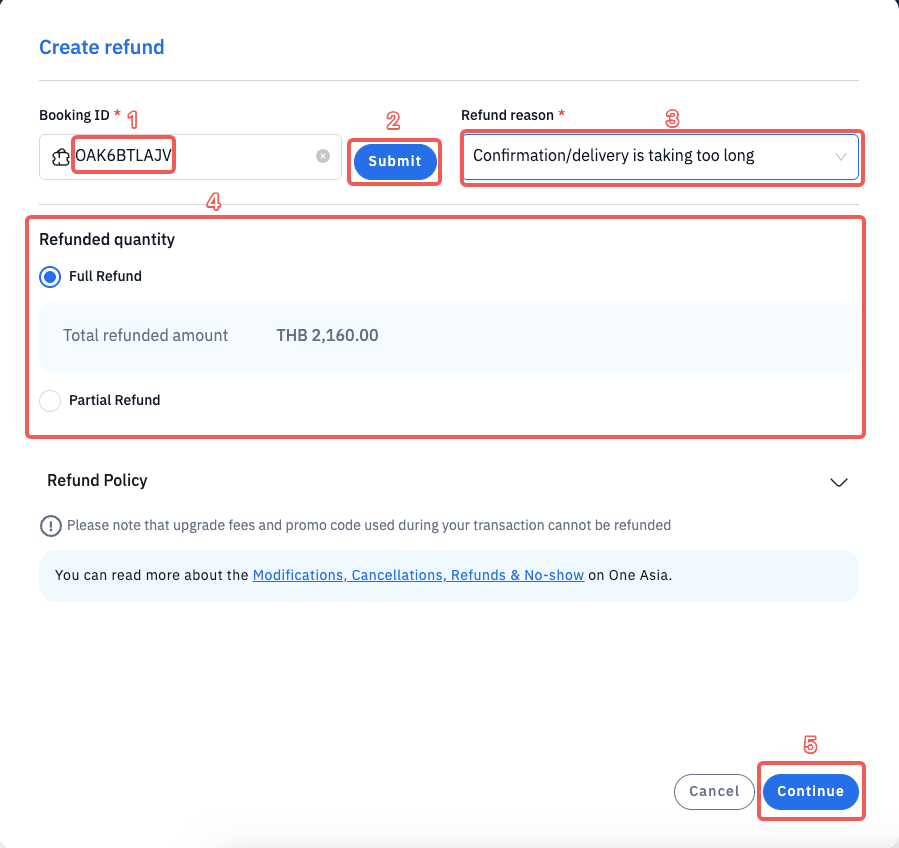 Create refund
Booking ID * 1
2
Refund reason * 3
OAK6BTLAJV
Submit
Confirmation/delivery is taking too long
4
Refunded quantity
Full Refund
Total refunded amount THB 2,160.00
Partial Refund
Refund Policy
Please note that upgrade fees and promo code used during your transaction cannot be refunded
You can read more about the Modifications, Cancellations, Refunds & No-show on One Asia.
5
Cancel Continue